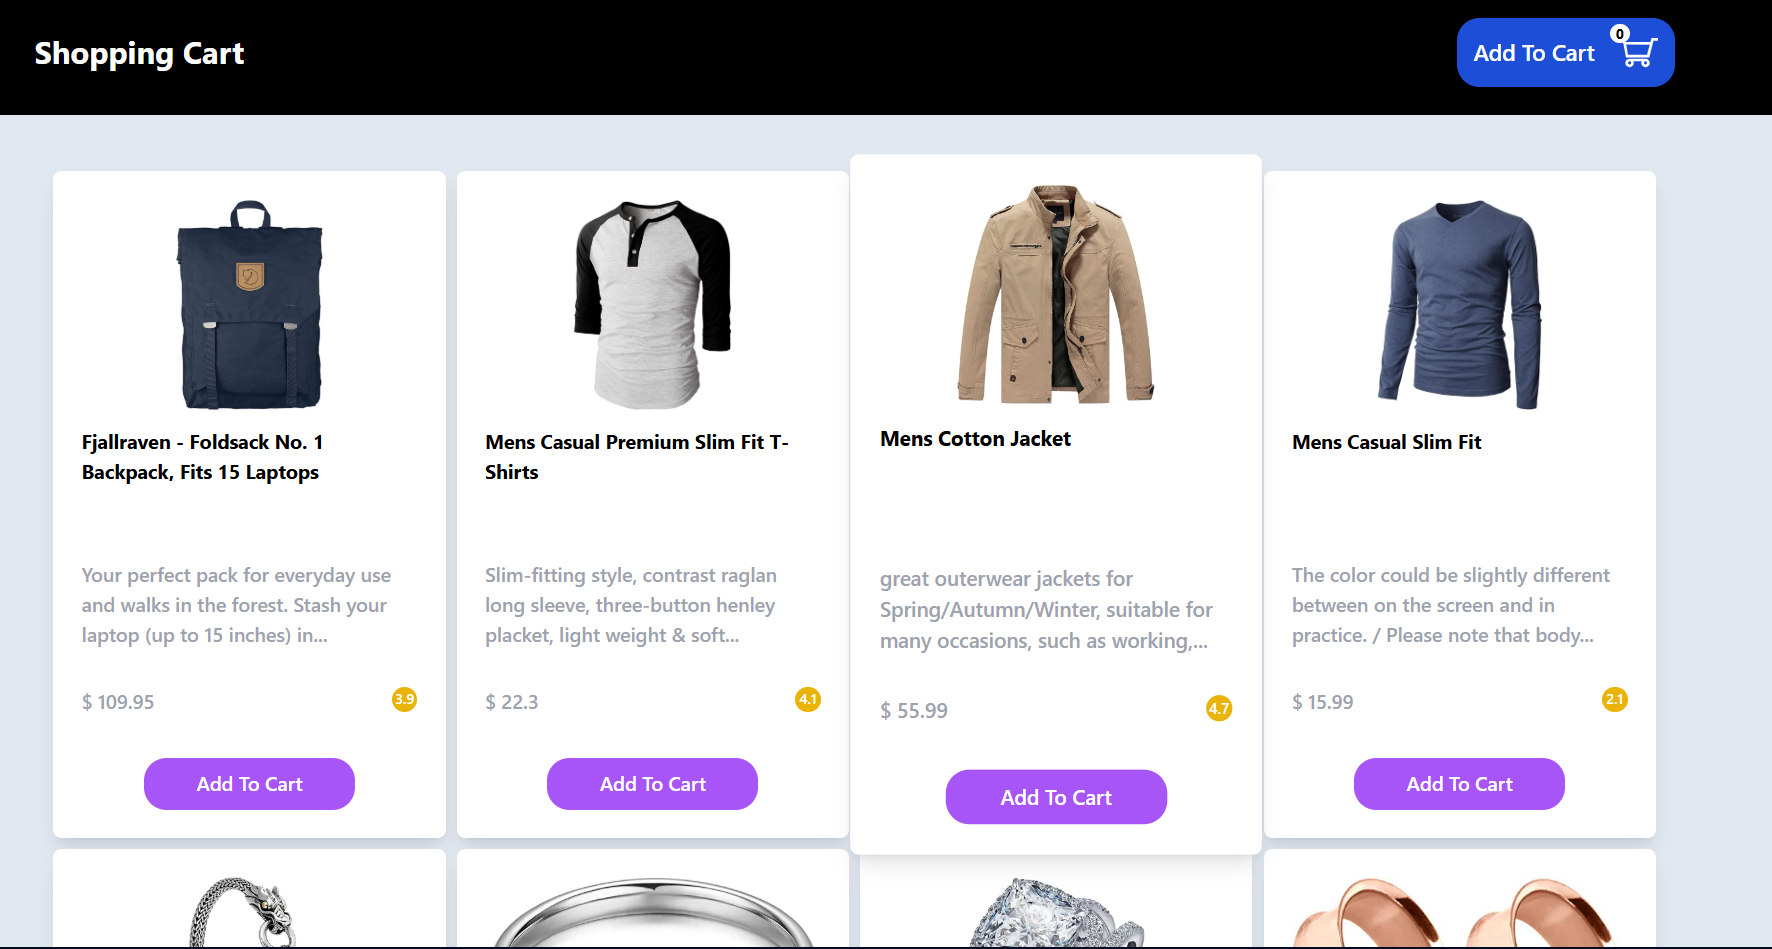 Shopping Cart
Add To Cart
0
Fjallraven - Foldsack No. 1
Backpack, Fits 15 Laptops
Your perfect pack for everyday use
and walks in the forest. Stash your
laptop (up to 15 inches) in...
$ 109.95
3.9
Add To Cart
Mens Casual Premium Slim Fit T-
Shirts
Slim-fitting style, contrast raglan
long sleeve, three-button henley
placket, light weight & soft...
$ 22.3
4.1
Add To Cart
Mens Cotton Jacket
great outerwear jackets for
Spring/Autumn/Winter, suitable for
many occasions, such as working,...
$ 55.99
4.7
Add To Cart
Mens Casual Slim Fit
The color could be slightly different
between on the screen and in
practice. / Please note that body...
$ 15.99
2.1
Add To Cart